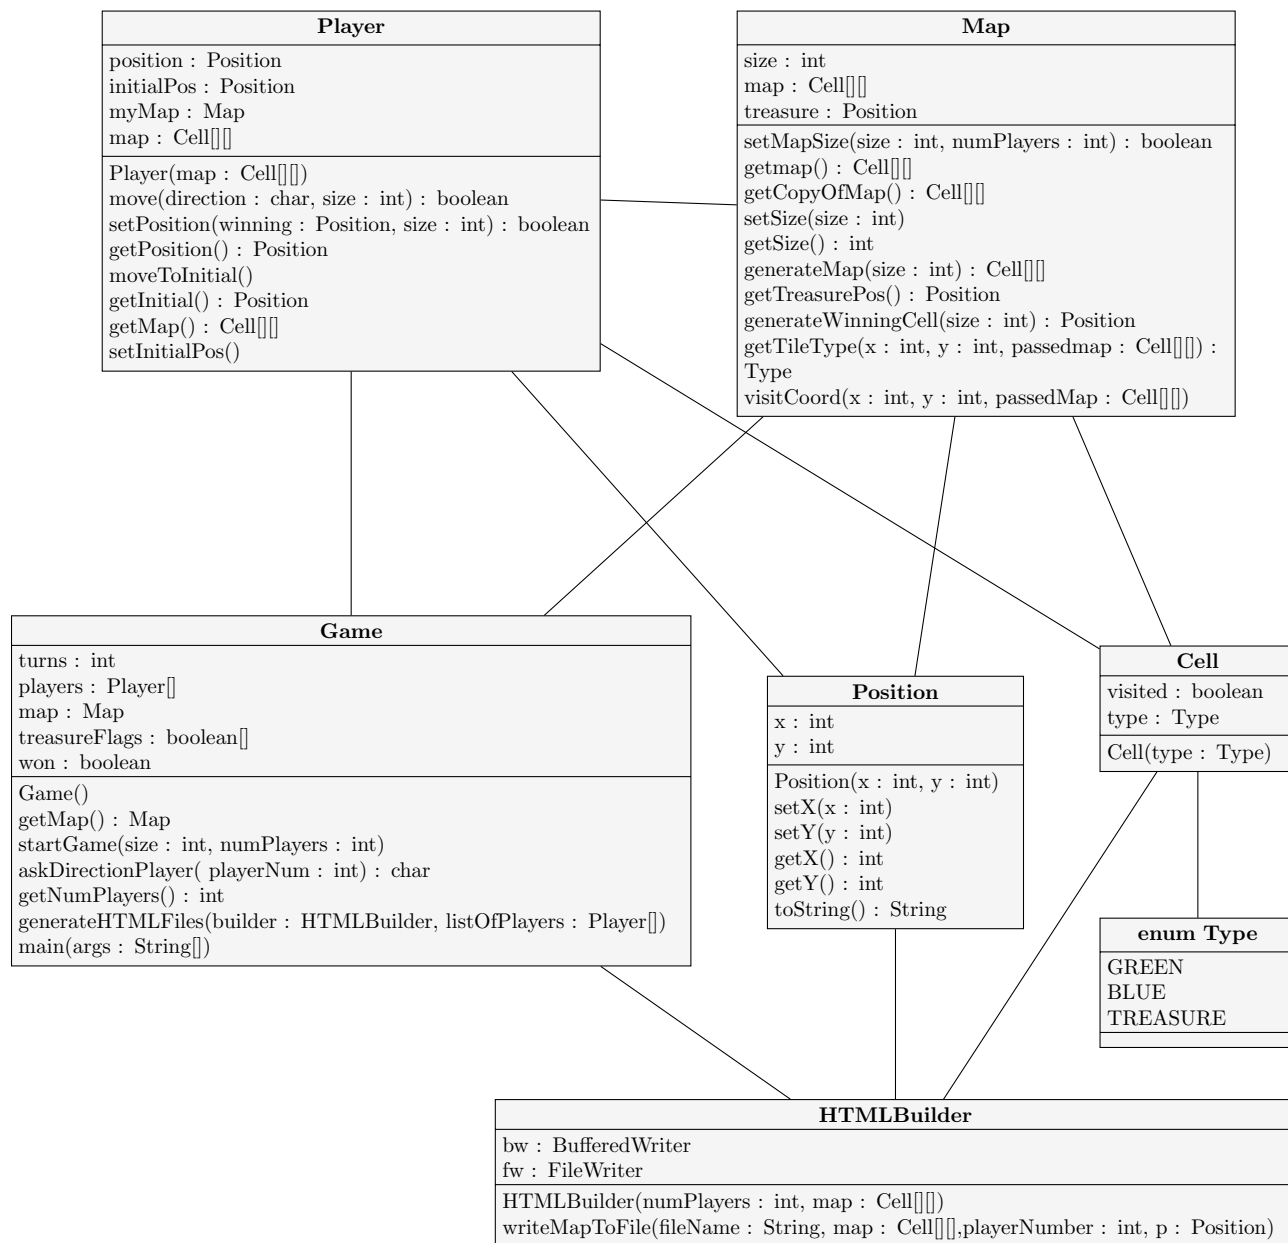 Player
position : Position
initialPos : Position
myMap : Map
map : Cell[][]
Player(map : Cell[][])
move(direction : char, size : int) : boolean
setPosition(winning : Position, size : int) : boolean
getPosition() : Position
moveToInitial()
getInitial() : Position
getMap() : Cell[][]
setInitialPos()
Map
size : int
map : Cell[][]
treasure : Position
setMapSize(size : int, numPlayers : int) : boolean
getmap() : Cell[][]
getCopyOfMap() : Cell[][]
setSize(size : int)
getSize() : int
generateMap(size : int) : Cell[][]
getTreasurePos() : Position
generateWinningCell(size : int) : Position
getTileType(x : int, y : int, passedmap : Cell[][]) :
Type
visitCoord(x : int, y : int, passedMap : Cell[][])
Game
turns : int
players : Player[]
map : Map
treasureFlags : boolean[]
won : boolean
Game()
getMap() : Map
startGame(size : int, numPlayers : int)
askDirectionPlayer( playerNum : int) : char
getNumPlayers() : int
generateHTMLFiles(builder : HTMLBuilder, listOfPlayers : Player[])
main(args : String[])
Position
x : int
y : int
Position(x : int, y : int)
setX(x : int)
setY(y : int)
getX() : int
getY() : int
toString() : String
Cell
visited : boolean
type : Type
Cell(type : Type)
enum Type
GREEN
BLUE
TREASURE
HTMLBuilder
bw : BufferedWriter
fw : FileWriter
HTMLBuilder(numPlayers : int, map : Cell[][])
writeMapToFile(fileName : String, map : Cell[][],playerNumber : int, p : Position)